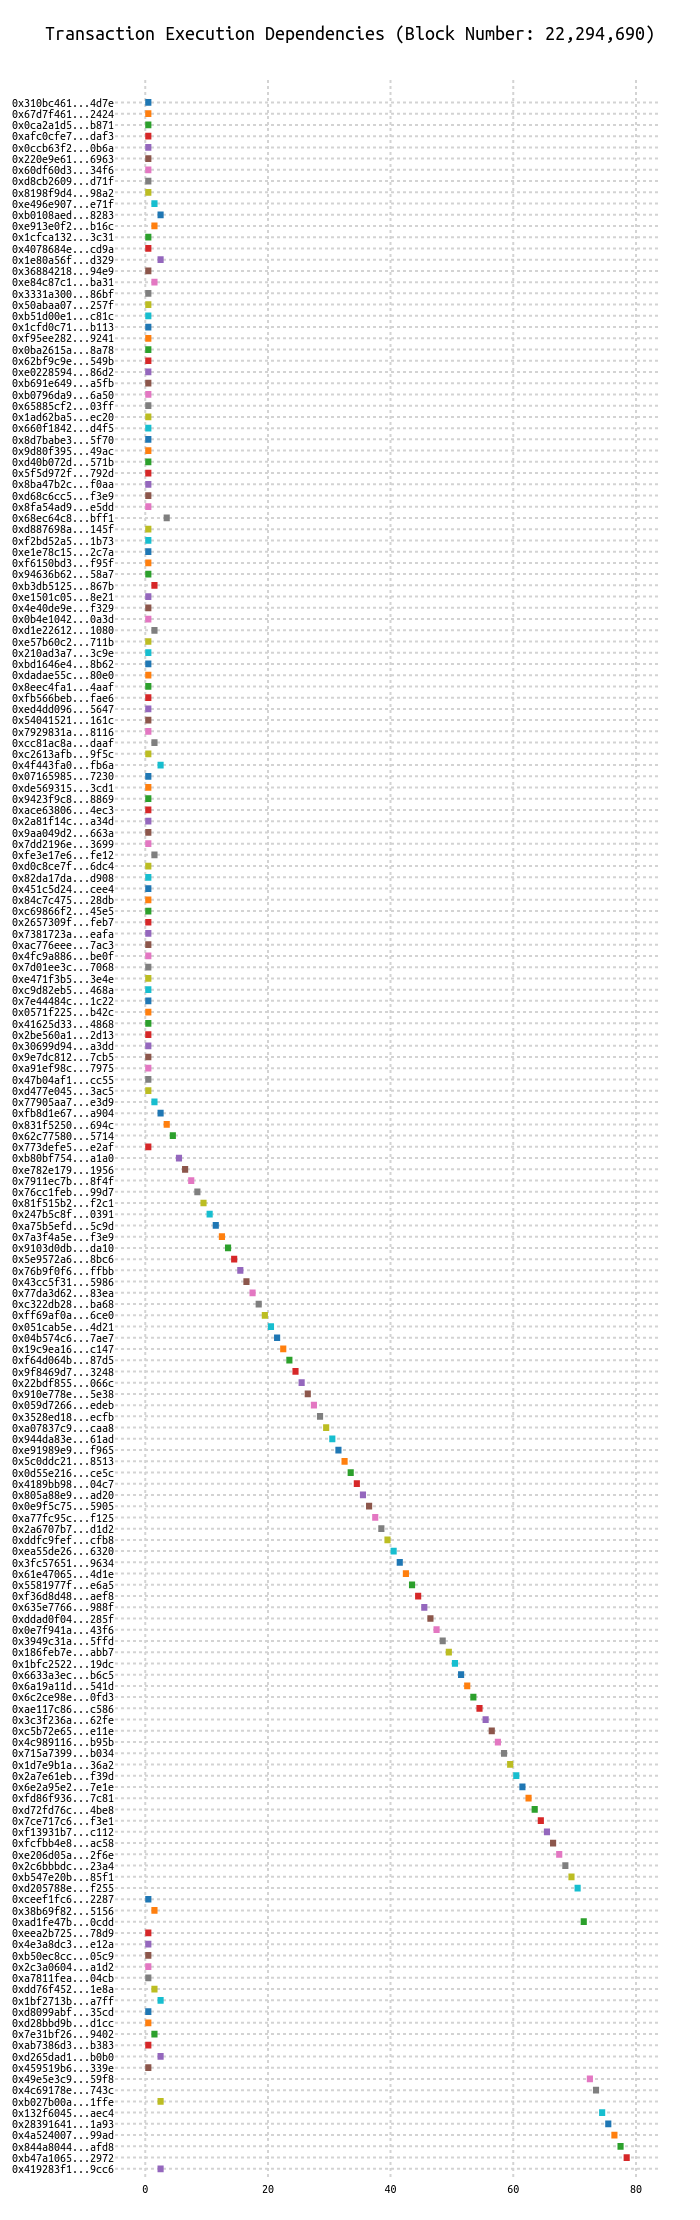 Transaction Execution Dependencies (Block Number: 22,294,690)
0x310bc461...4d7e
0x67d7f461...2424
0x0ca2a1d5...b871
0xafc0cfe7...daf3
0x0ccb63f2...0b6a
0x220e9e61...6963
0x60df60d3...34f6
0xd8cb2609...d71f
0x8198f9d4...98a2
0xe496e907...e71f
0xb0108aed...8283
0xe913e0f2...b16c
0x1cfca132...3c31
0x4078684e...cd9a
0x1e80a56f...d329
0x36884218...94e9
0xe84c87c1...ba31
0x3331a300...86bf
0x50abaa07...257f
0xb51d00e1...c81c
0x1cfd0c71...b113
0xf95ee282...9241
0x0ba2615a...8a78
0x62bf9c9e...549b
0xe0228594...86d2
0xb691e649...a5fb
0xb0796da9...6a50
0x65885cf2...03ff
0x1ad62ba5...ec20
0x660f1842...d4f5
0x8d7babe3...5f70
0x9d80f395...49ac
0xd40b072d...571b
0x5f5d972f...792d
0x8ba47b2c...f0aa
0xd68c6cc5...f3e9
0x8fa54ad9...e5dd
0x68ec64c8...bff1
0xd887698a...145f
0xf2bd52a5...1b73
0xe1e78c15...2c7a
0xf6150bd3...f95f
0x94636b62...58a7
0xb3db5125...867b
0xe1501c05...8e21
0x4e40de9e...f329
0x0b4e1042...0a3d
0xd1e22612...1080
0xe57b60c2...711b
0x210ad3a7...3c9e
0xbd1646e4...8b62
0xdadae55c...80e0
0x8eec4fa1...4aaf
0xfb566beb...fae6
0xed4dd096...5647
0x54041521...161c
0x7929831a...8116
0xcc81ac8a...daaf
0xc2613afb...9f5c
0x4f443fa0...fb6a
0x07165985...7230
0xde569315...3cd1
0x9423f9c8...8869
0xace63806...4ec3
0x2a81f14c...a34d
0x9aa049d2...663a
0x7dd2196e...3699
0xfe3e17e6...fe12
0xd0c8ce7f...6dc4
0x82da17da...d908
0x451c5d24...cee4
0x84c7c475...28db
0xc69866f2...45e5
0x2657309f...feb7
0x7381723a...eafa
0xac776eee...7ac3
0x4fc9a886...be0f
0x7d01ee3c...7068
0xe471f3b5...3e4e
0xc9d82eb5...468a
0x7e44484c...1c22
0x0571f225...b42c
0x41625d33...4868
0x2be560a1...2d13
0x30699d94...a3dd
0x9e7dc812...7cb5
0xa91ef98c...7975
0x47b04af1...cc55
0xd477e045...3ac5
0x77905aa7...e3d9
0xfb8d1e67...a904
0x831f5250...694c
0x62c77580...5714
0x773defe5...e2af
0xb80bf754...a1a0
0xe782e179...1956
0x7911ec7b...8f4f
0x76cc1feb...99d7
0x81f515b2...f2c1
0x247b5c8f...0391
0xa75b5efd...5c9d
0x7a3f4a5e...f3e9
0x9103d0db...da10
0x5e9572a6...8bc6
0x76b9f0f6...ffbb
0x43cc5f31...5986
0x77da3d62...83ea
0xc322db28...ba68
0xff69af0a...6ce0
0x051cab5e...4d21
0x04b574c6...7ae7
0x19c9ea16...c147
0xf64d064b...87d5
0x9f8469d7...3248
0x22bdf855...066c
0x910e778e...5e38
0x059d7266...edeb
0x3528ed18...ecfb
0xa07837c9...caa8
0x944da83e...61ad
0xe91989e9...f965
0x5c0ddc21...8513
0x0d55e216...ce5c
0x4189bb98...04c7
0x805a88e9...ad20
0x0e9f5c75...5905
0xa77fc95c...f125
0x2a6707b7...d1d2
0xddfc9fef...cfb8
0xea55de26...6320
0x3fc57651...9634
0x61e47065...4d1e
0x5581977f...e6a5
0xf36d8d48...aef8
0x635e7766...988f
0xddad0f04...285f
0x0e7f941a...43f6
0x3949c31a...5ffd
0x186feb7e...abb7
0x1bfc2522...19dc
0x6633a3ec...b6c5
0x6a19a11d...541d
0x6c2ce98e...0fd3
0xae117c86...c586
0x3c3f236a...62fe
0xc5b72e65...e11e
0x4c989116...b95b
0x715a7399...b034
0x1d7e9b1a...36a2
0x2a7e61eb...f39d
0x6e2a95e2...7e1e
0xfd86f936...7c81
0xd72fd76c...4be8
0x7ce717c6...f3e1
0xf13931b7...c112
0xfcfbb4e8...ac58
0xe206d05a...2f6e
0x2c6bbbdc...23a4
0xb547e20b...85f1
0xd205788e...f255
0xceef1fc6...2287
0x38b69f82...5156
0xad1fe47b...0cdd
0xeea2b725...78d9
0x4e3a8dc3...e12a
0xb50ec8cc...05c9
0x2c3a0604...a1d2
0xa7811fea...04cb
0xdd76f452...1e8a
0x1bf2713b...a7ff
0xd8099abf...35cd
0xd28bbd9b...d1cc
0x7e31bf26...9402
0xab7386d3...b383
0xd265dad1...b0b0
0x459519b6...339e
0x49e5e3c9...59f8
0x4c69178e...743c
0xb027b00a...1ffe
0x132f6045...aec4
0x28391641...1a93
0x4a524007...99ad
0x844a8044...afd8
0xb47a1065...2972
0x419283f1...9cc6
0 20 40 60 80